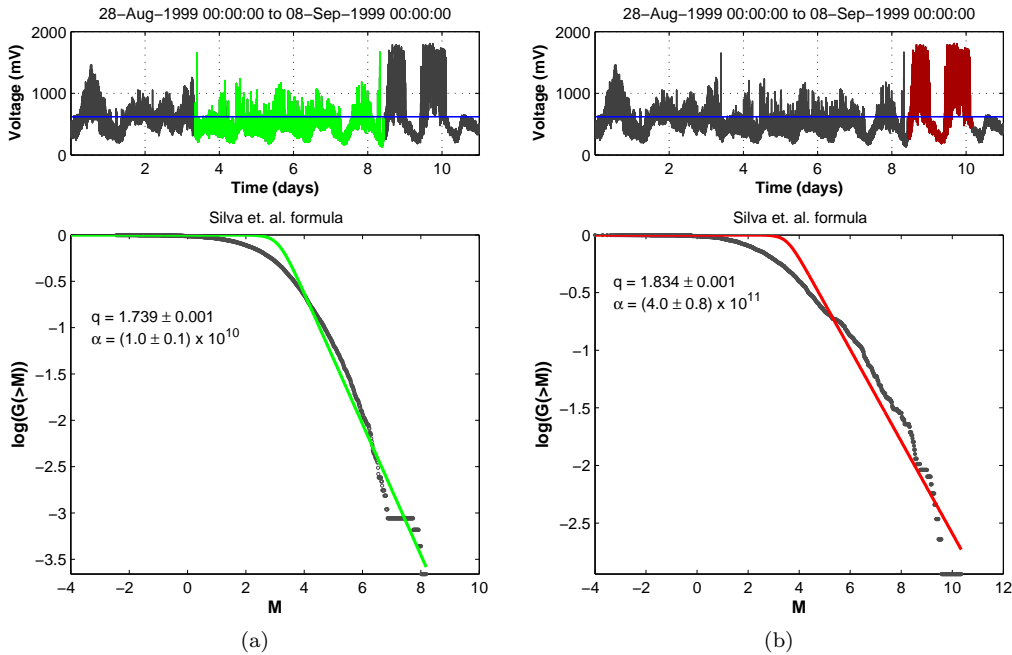 28−Aug−1999 00:00:00 to 08−Sep−1999 00:00:00
2000
1000
600
0
Voltage (mV)
2 4 6 8 10
Time (days)
Silva et. al. formula
0
−0.5
−1
−1.5
−2
−2.5
−3
−3.5
log(G(>M))
q = 1.739 ± 0.001
α = (1.0 ± 0.1) x 10^10
−4 −2 0 2 4 6 8 10
M
(a)
28−Aug−1999 00:00:00 to 08−Sep−1999 00:00:00
2000
1000
600
0
Voltage (mV)
2 4 6 8 10
Time (days)
Silva et. al. formula
0
−0.5
−1
−1.5
−2
−2.5
log(G(>M))
q = 1.834 ± 0.001
α = (4.0 ± 0.8) x 10^11
−4 −2 0 2 4 6 8 10 12
M
(b)